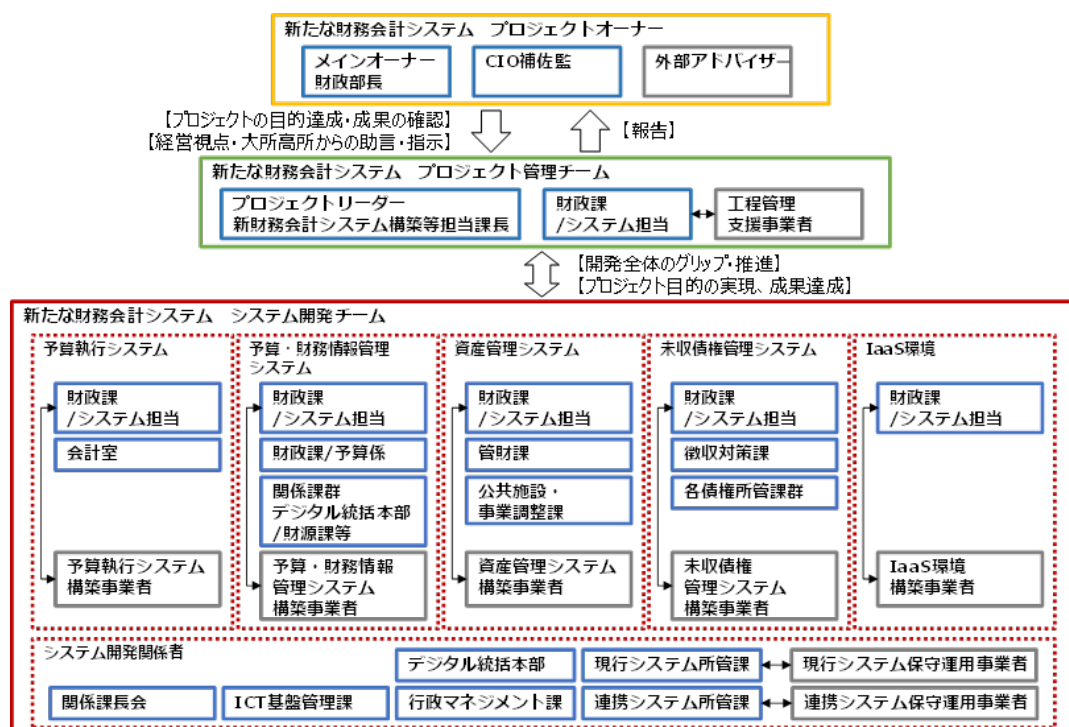 新たな財務会計システム　プロジェクトオーナー
メインオーナー
財政部長
CIO補佐監
外部アドバイザー
【プロジェクトの目的達成・成果の確認】
【経営視点・大所高所からの助言・指示】
【報告】
新たな財務会計システム　プロジェクト管理チーム
プロジェクトリーダー
新財務会計システム構築等担当課長
財政課
/システム担当
工程管理
支援事業者
【開発全体のグリップ・推進】
【プロジェクト目的の実現、成果達成】
新たな財務会計システム　システム開発チーム
予算執行システム
財政課
/システム担当
会計室
予算執行システム
構築事業者
予算・財務情報管理
システム
財政課
/システム担当
財政課/予算係
関係課群
デジタル統括本部
/財源課等
予算・財務情報
管理システム
構築事業者
資産管理システム
財政課
/システム担当
管財課
公共施設・
事業調整課
資産管理システム
構築事業者
未収債権管理システム
財政課
/システム担当
徴収対策課
各債権所管課群
未収債権
管理システム
構築事業者
IaaS環境
財政課
/システム担当
IaaS環境
構築事業者
システム開発関係者
デジタル統括本部
現行システム所管課
現行システム保守運用事業者
関係課長会
ICT基盤管理課
行政マネジメント課
連携システム所管課
連携システム保守運用事業者